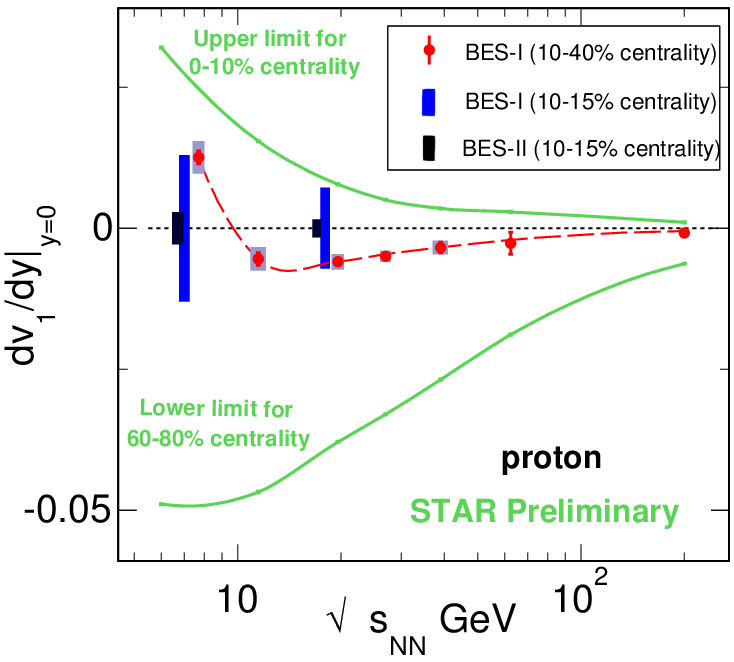 Upper limit for
0-10% centrality
BES-I (10-40% centrality)
BES-I (10-15% centrality)
BES-II (10-15% centrality)
0
dv1/dy|y=0
Lower limit for
60-80% centrality
proton
STAR Preliminary
-0.05
10
10²
√ sNN GeV